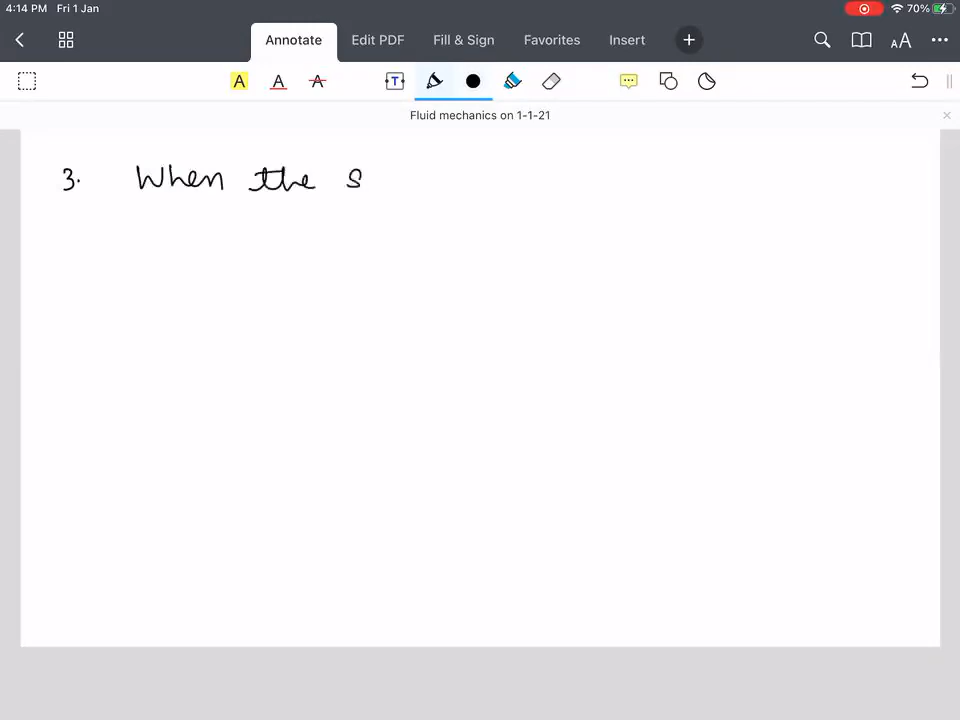 4:14 PM Fri 1 Jan 70%
Annotate Edit PDF Fill & Sign Favorites Insert AA
A A A T
Fluid mechanics on 1-1-21
3. When the S